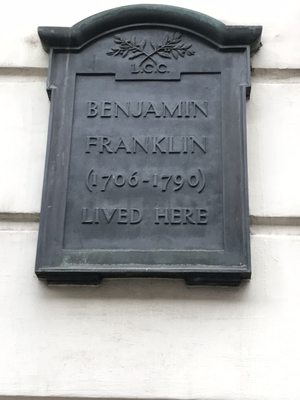 L.C.C.
BENJAMIN
FRANKLIN
(1706-1790)
LIVED HERE